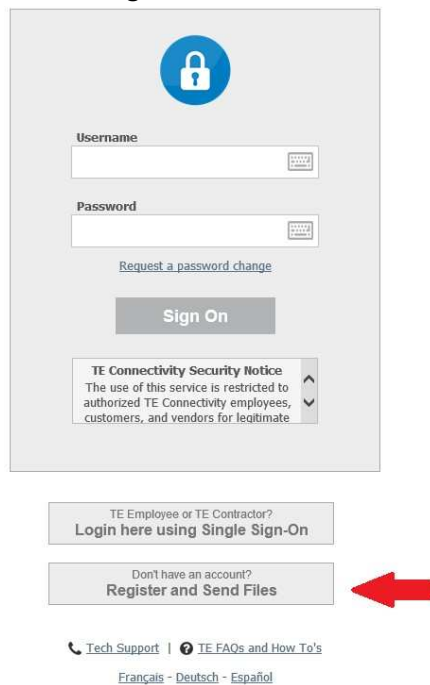 Username
Password
Request a password change
Sign On
TE Connectivity Security Notice
The use of this service is restricted to
authorized TE Connectivity employees,
customers, and vendors for legitimate
TE Employee or TE Contractor?
Login here using Single Sign-On
Don't have an account?
Register and Send Files
Tech Support | TE FAQs and How To's
Français - Deutsch - Español